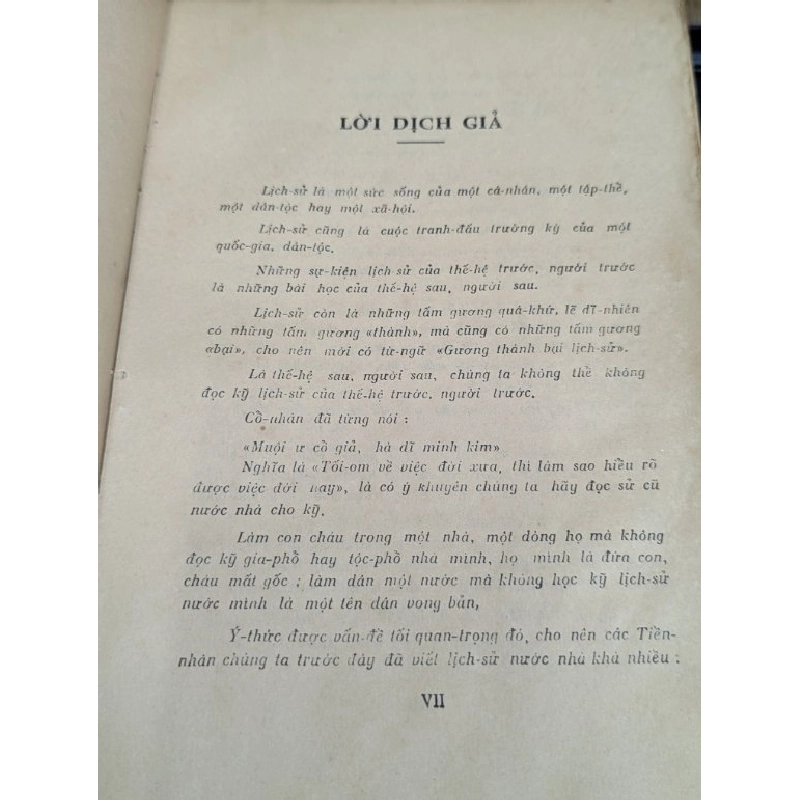 LỜI DỊCH GIẢ
Lịch-sử là một sức sống của một cá-nhân, một tập-thể,
một dân-tộc hay một xã-hội.
Lịch-sử cũng là cuộc tranh-đấu trường kỳ của một
quốc-gia, dân-tộc.
Những sự-kiện lịch-sử của thế-hệ trước, người trước
là những bài học của thế-hệ sau, người sau.
Lịch-sử còn là những tấm gương quá-khứ, lẽ dĩ-nhiên
có những tấm gương «thành», mà cũng có những tấm gương
«bại», cho nên mới có từ-ngữ «Gương thành bại lịch-sử».
Là thế-hệ sau, người sau, chúng ta không thể không
đọc kỹ lịch-sử của thế-hệ trước, người trước.
Cổ-nhân đã từng nói :
«Muội ư cổ giả, hà dĩ minh kim»
Nghĩa là «Tối-om về việc đời xưa, thì làm sao hiểu rõ
được việc đời nay», là có ý khuyên chúng ta hãy đọc sử cũ
nước nhà cho kỹ.
Làm con cháu trong một nhà, một dòng họ mà không
đọc kỹ gia-phổ hay tộc-phổ nhà mình, họ mình là đứa con,
cháu mất gốc ; làm dân một nước mà không học kỹ lịch-sử
nước mình là một tên dân vong bản,
Ý-thức được vấn-đề tối quan-trọng đó, cho nên các Tiền-
nhân chúng ta trước đây đã viết lịch-sử nước nhà khá nhiều :
VII